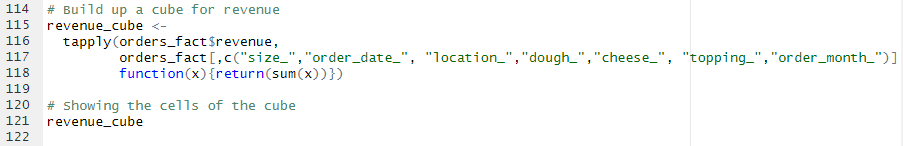 114 # Build up a cube for revenue
115 revenue_cube <-
116   tapply(orders_fact$revenue,
117          orders_fact[,c("size_","order_date_", "location_","dough_","cheese_", "topping_","order_month_")]
118          function(x){return(sum(x))})
119
120 # Showing the cells of the cube
121 revenue_cube
122